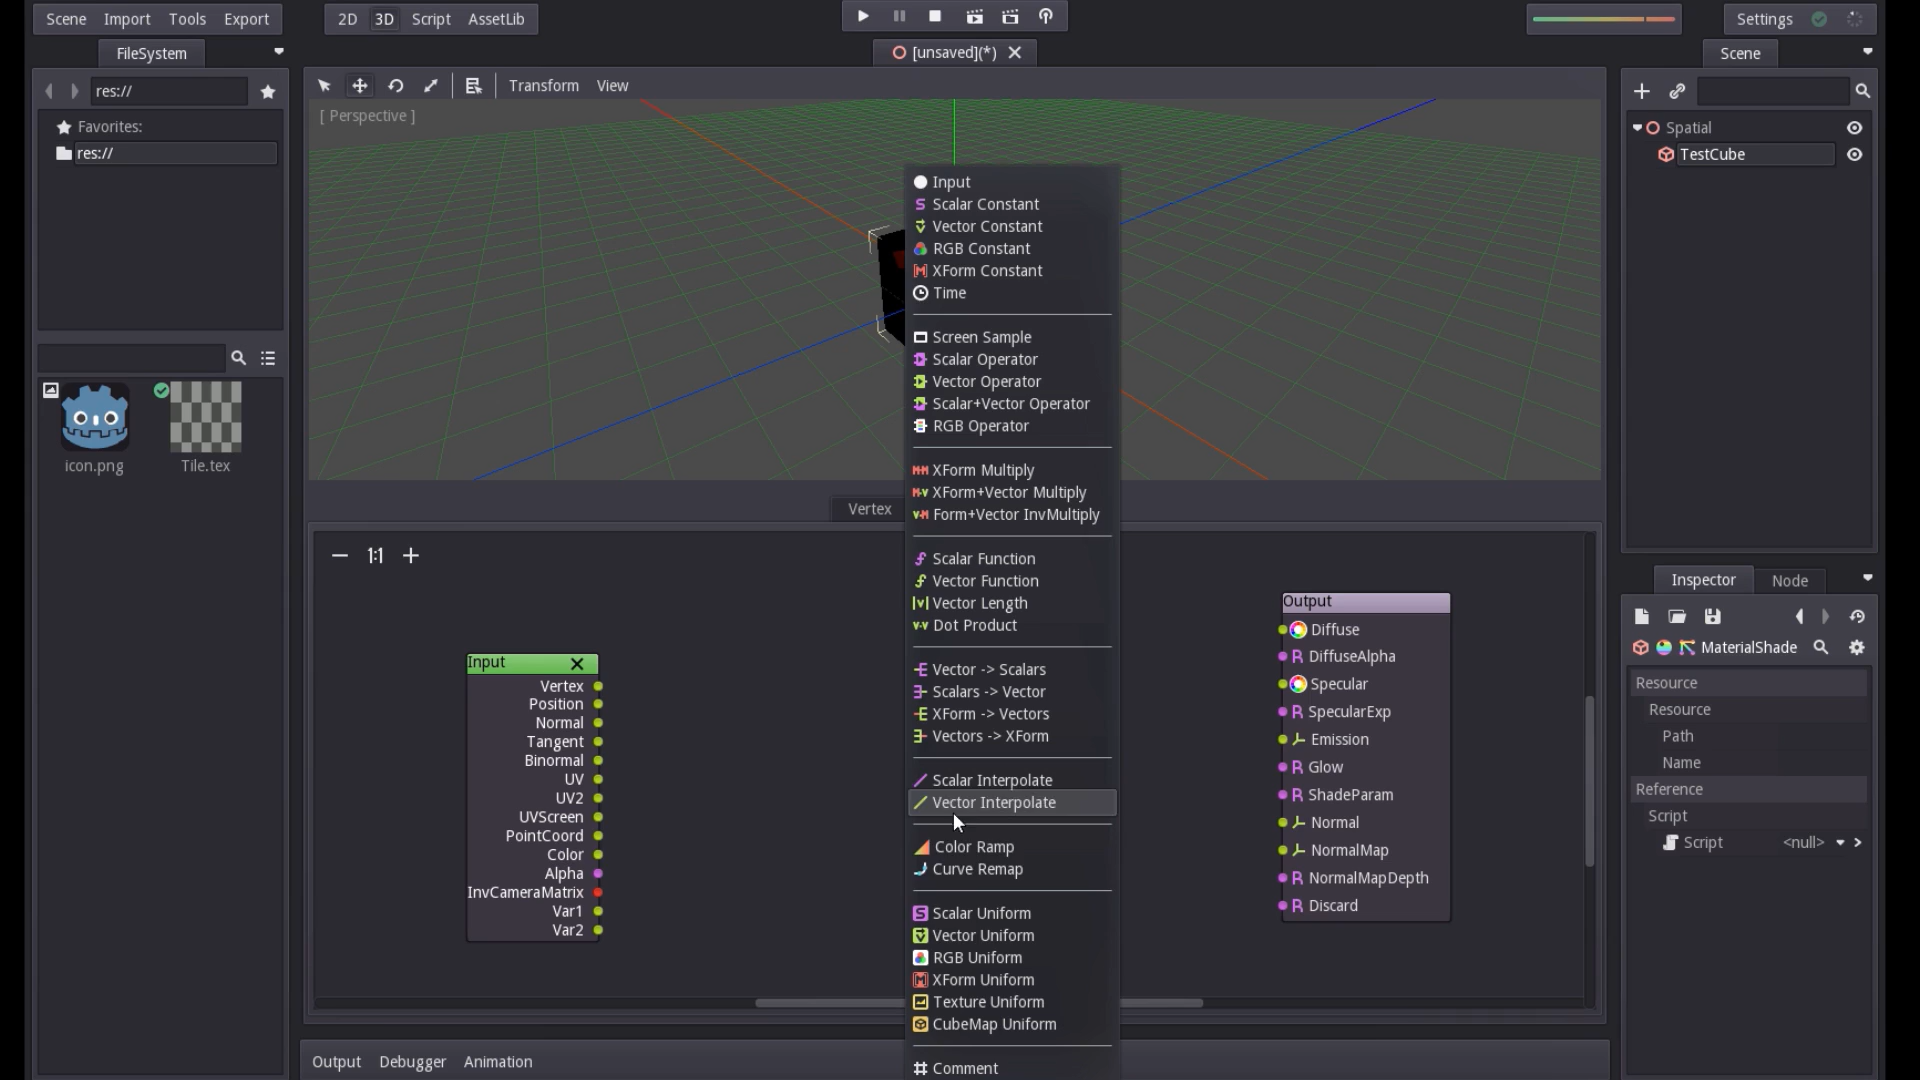 Scene Import Tools Export
2D 3D Script AssetLib
Settings
FileSystem
[unsaved](*)
Scene
res://
Transform View
Favorites:
res://
[ Perspective ]
Spatial
TestCube
icon.png
Tile.tex
Input
Scalar Constant
Vector Constant
RGB Constant
XForm Constant
Time
Screen Sample
Scalar Operator
Vector Operator
Scalar+Vector Operator
RGB Operator
XForm Multiply
XForm+Vector Multiply
Form+Vector InvMultiply
Scalar Function
Vector Function
Vector Length
Dot Product
Vector -> Scalars
Scalars -> Vector
XForm -> Vectors
Vectors -> XForm
Scalar Interpolate
Vector Interpolate
Color Ramp
Curve Remap
Scalar Uniform
Vector Uniform
RGB Uniform
XForm Uniform
Texture Uniform
CubeMap Uniform
Comment
Vertex
1:1
Input
Vertex
Position
Normal
Tangent
Binormal
UV
UV2
UVScreen
PointCoord
Color
Alpha
InvCameraMatrix
Var1
Var2
Output
Diffuse
R DiffuseAlpha
Specular
R SpecularExp
Emission
R Glow
R ShadeParam
Normal
NormalMap
R NormalMapDepth
R Discard
Output Debugger Animation
Inspector Node
MaterialShade
Resource
Resource
Path
Name
Reference
Script
Script <null>